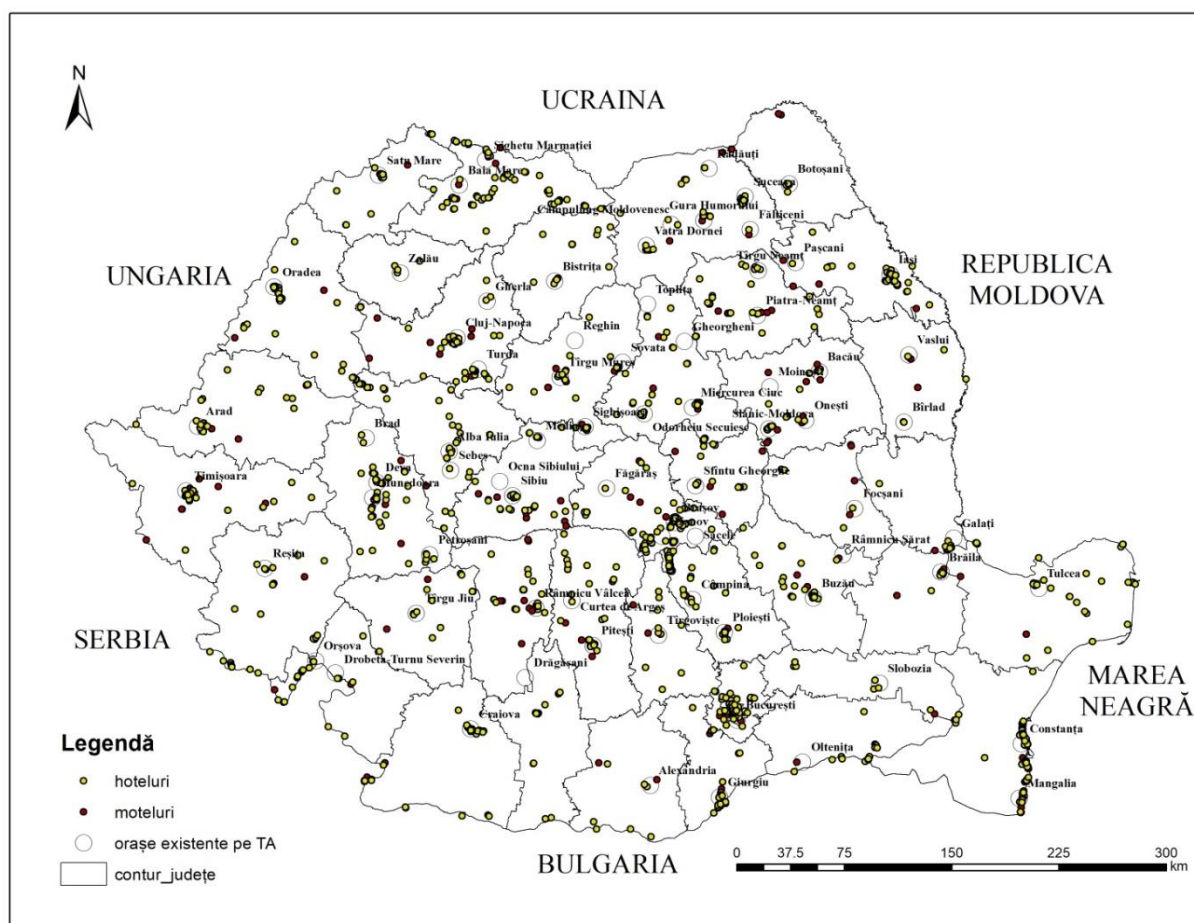 N
UCRAINA
Sighetu Marmației
Satu Mare
Baia Mare
Rădăuți
Botoșani
Suceava
Câmpulung Moldovenesc
Gura Humorului
Fălticeni
Vatra Dornei
Pașcani
UNGARIA
Zalău
Tîrgu Neamț
Iași
REPUBLICA
MOLDOVA
Oradea
Bistrița
Gherla
Toplița
Piatra-Neamț
Cluj-Napoca
Reghin
Gheorgheni
Sovata
Vaslui
Turda
Tîrgu Mureș
Bacău
Moinești
Miercurea Ciuc
Arad
Sighișoara
Slănic-Moldova
Onești
Bîrlad
Brad
Mediaș
Odorheiu Secuiesc
Alba Iulia
Sebeș
Deva
Ocna Sibiului
Sfîntu Gheorghe
Timișoara
Hunedoara
Sibiu
Făgăraș
Focșani
Brașov
Săcele
Galați
Reșița
Petroșani
Râmnicu Sărat
Brăila
Tulcea
Câmpina
Buzău
Tîrgu Jiu
Râmnicu Vâlcea
Curtea de Argeș
Ploiești
Tîrgoviște
Pitești
SERBIA
Orșova
Drobeta-Turnu Severin
Drăgășani
Slobozia
MAREA
NEAGRĂ
București
Craiova
Constanța
Oltenița
Alexandria
Giurgiu
Mangalia
Legendă
hoteluri
moteluri
orașe existente pe TA
contur_județe
BULGARIA
0 37.5 75 150 225 300
km